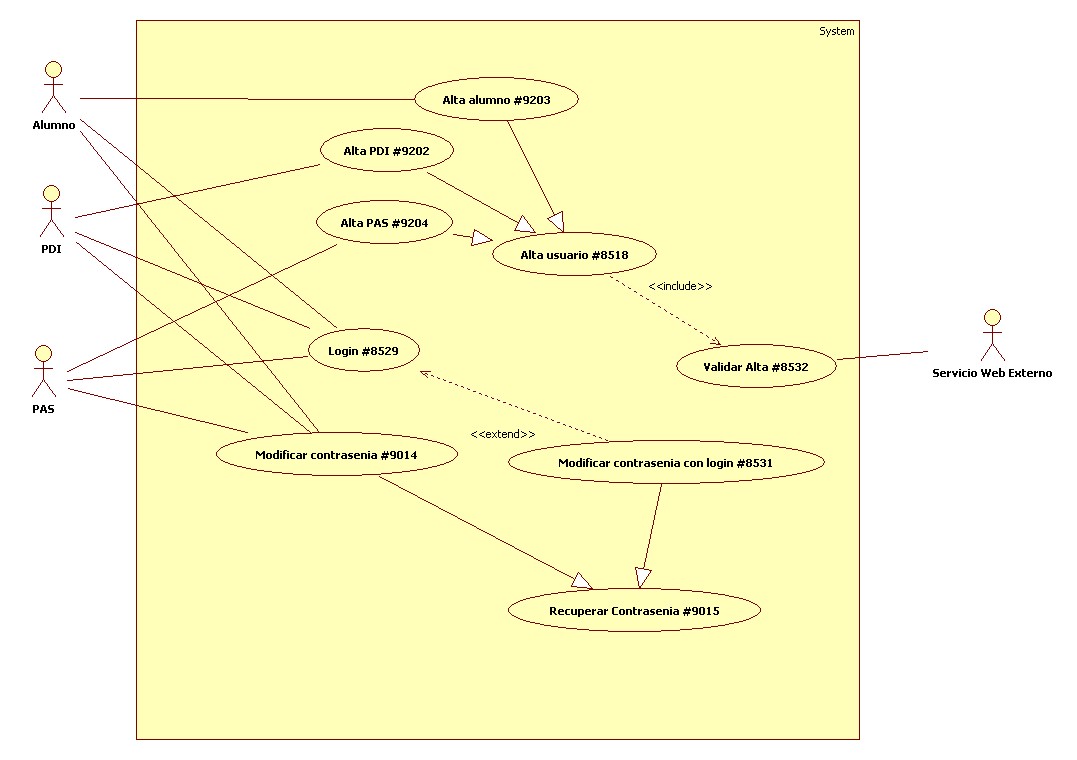 System
Alumno
Alta alumno #9203
Alta PDI #9202
PDI
Alta PAS #9204
Alta usuario #8518
<<include>>
Servicio Web Externo
Login #8529
Validar Alta #8532
PAS
<<extend>>
Modificar contrasenia #9014
Modificar contrasenia con login #8531
Recuperar Contrasenia #9015